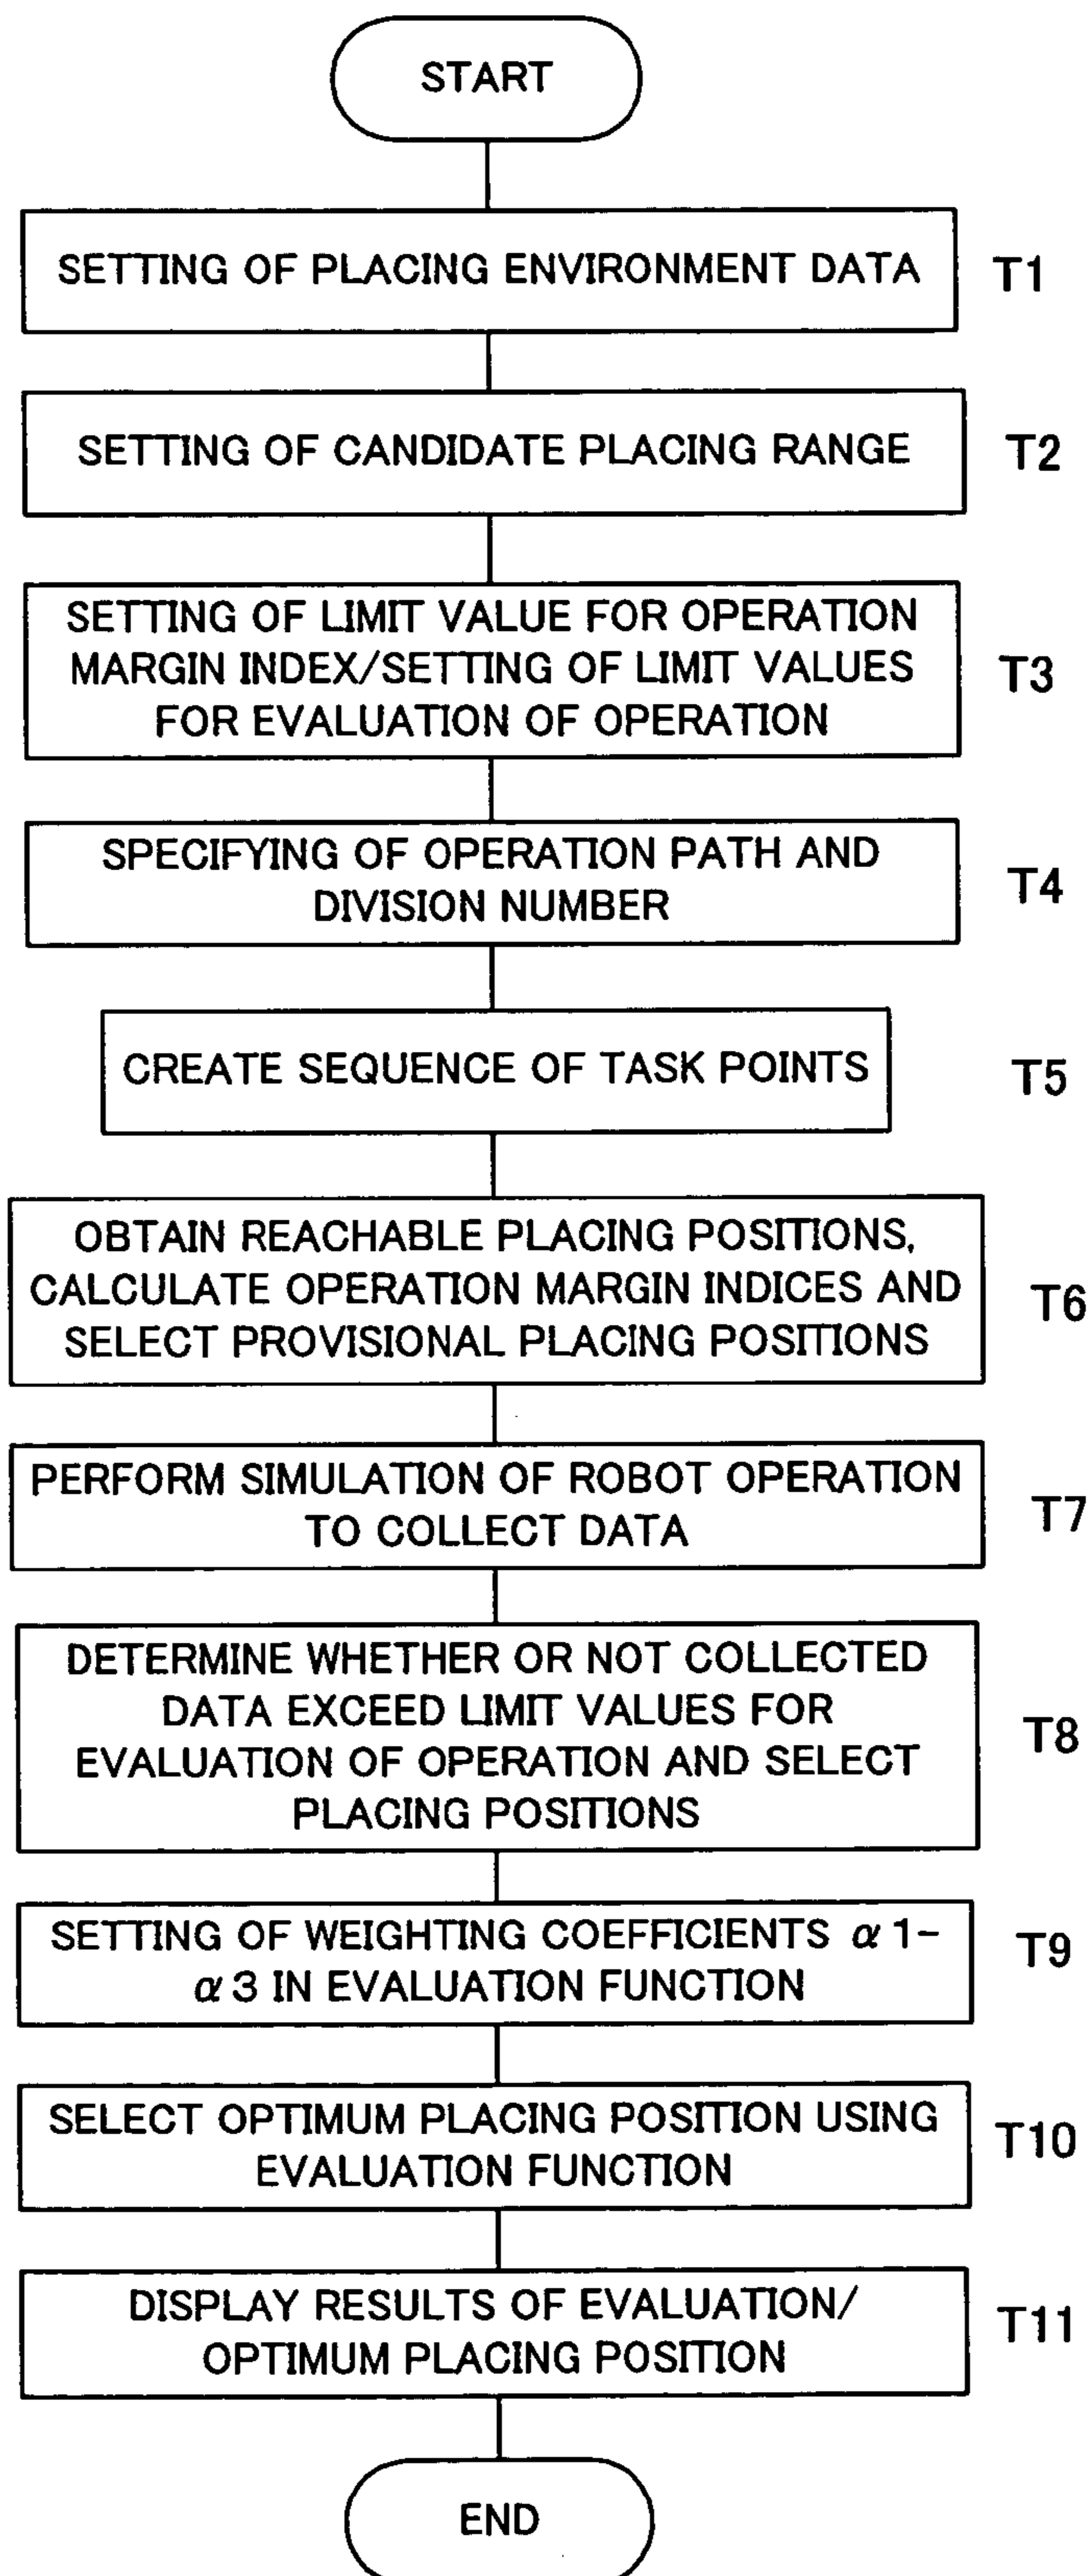 START
SETTING OF PLACING ENVIRONMENT DATA
T1
SETTING OF CANDIDATE PLACING RANGE
T2
SETTING OF LIMIT VALUE FOR OPERATION
MARGIN INDEX/SETTING OF LIMIT VALUES
FOR EVALUATION OF OPERATION
T3
SPECIFYING OF OPERATION PATH AND
DIVISION NUMBER
T4
CREATE SEQUENCE OF TASK POINTS
T5
OBTAIN REACHABLE PLACING POSITIONS,
CALCULATE OPERATION MARGIN INDICES AND
SELECT PROVISIONAL PLACING POSITIONS
T6
PERFORM SIMULATION OF ROBOT OPERATION
TO COLLECT DATA
T7
DETERMINE WHETHER OR NOT COLLECTED
DATA EXCEED LIMIT VALUES FOR
EVALUATION OF OPERATION AND SELECT
PLACING POSITIONS
T8
SETTING OF WEIGHTING COEFFICIENTS α1-
α3 IN EVALUATION FUNCTION
T9
SELECT OPTIMUM PLACING POSITION USING
EVALUATION FUNCTION
T10
DISPLAY RESULTS OF EVALUATION/
OPTIMUM PLACING POSITION
T11
END